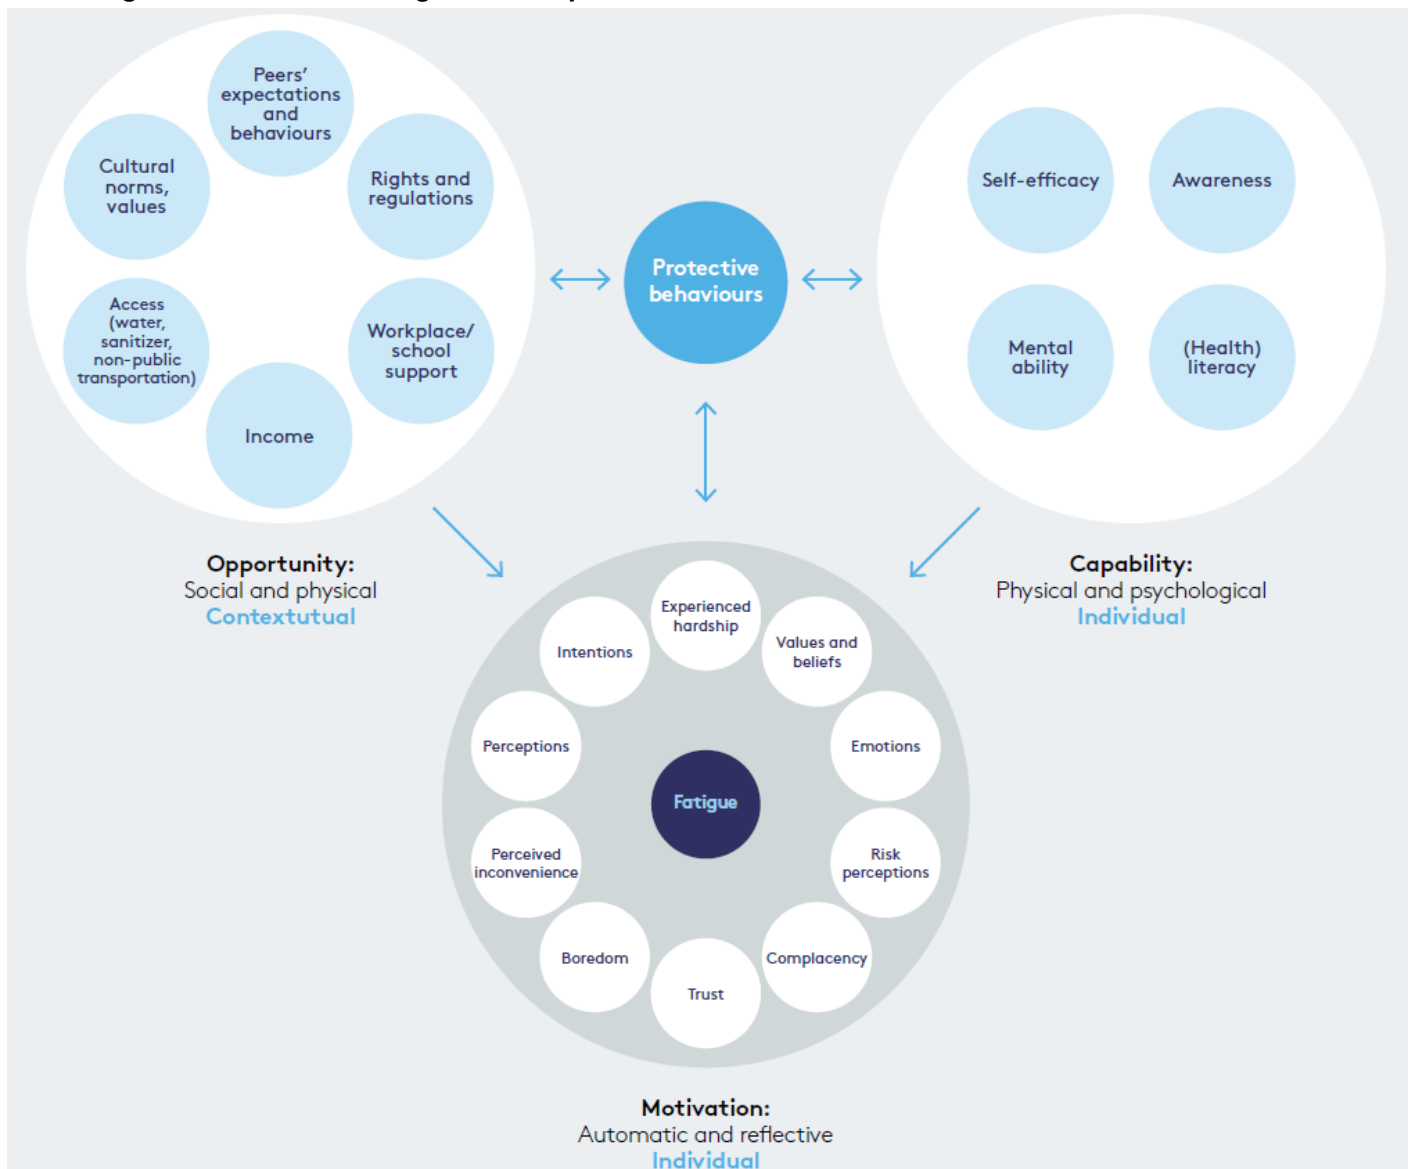 Peers’
expectations
and
behaviours
Cultural
norms,
values
Rights and
regulations
Access
(water,
sanitizer,
non-public
transportation)
Workplace/
school
support
Income
Protective
behaviours
Self-efficacy
Awareness
Mental
ability
(Health)
literacy
Opportunity:
Social and physical
Contextutual
Capability:
Physical and psychological
Individual
Experienced
hardship
Intentions
Values and
beliefs
Perceptions
Emotions
Fatigue
Perceived
inconvenience
Risk
perceptions
Boredom
Complacency
Trust
Motivation:
Automatic and reflective
Individual